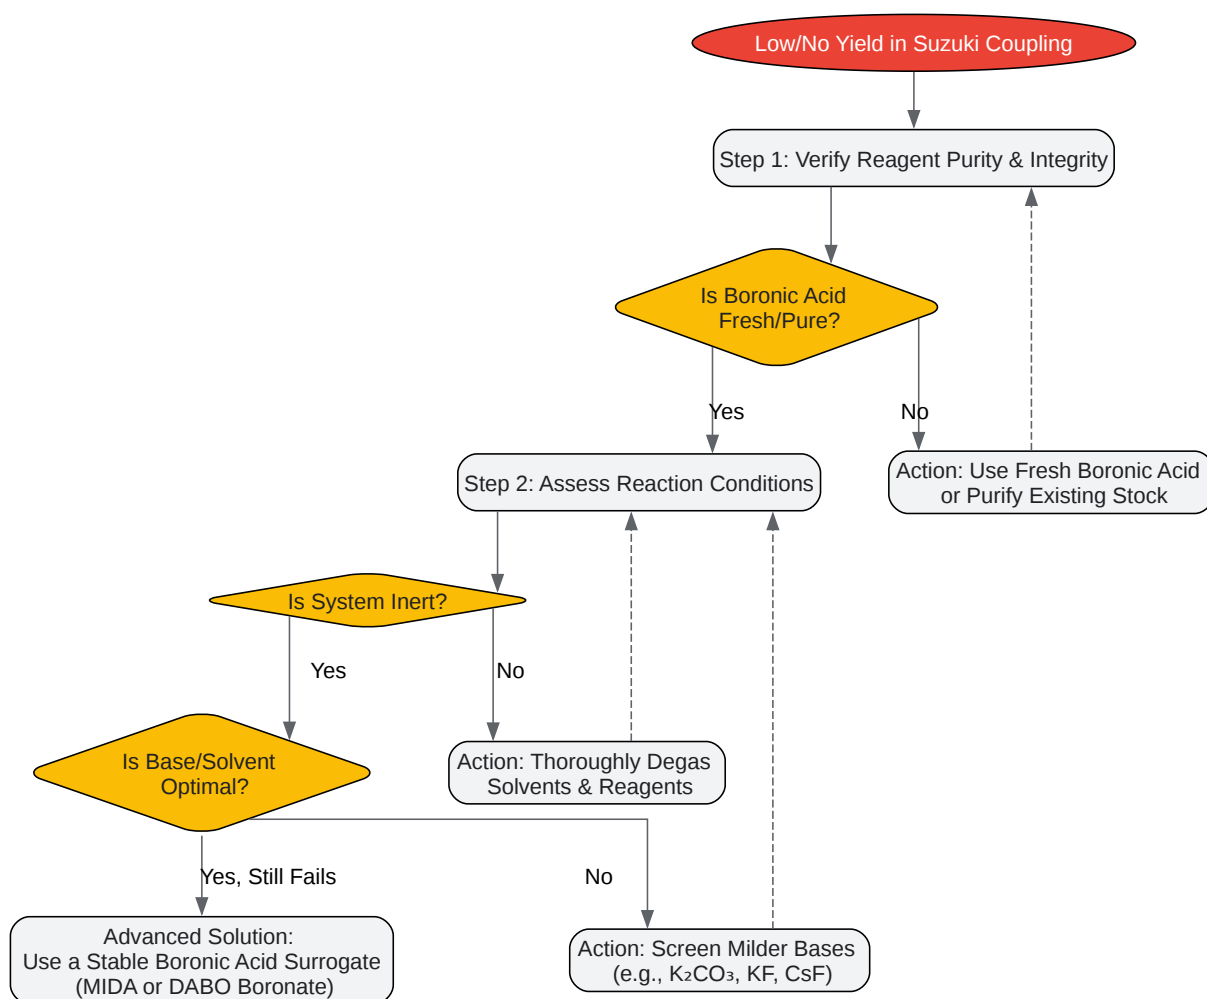 Low/No Yield in Suzuki Coupling
Step 1: Verify Reagent Purity & Integrity
Is Boronic Acid
Fresh/Pure?
Yes
No
Step 2: Assess Reaction Conditions
Action: Use Fresh Boronic Acid
or Purify Existing Stock
Is System Inert?
Yes
No
Is Base/Solvent
Optimal?
Action: Thoroughly Degas
Solvents & Reagents
Yes, Still Fails
No
Advanced Solution:
Use a Stable Boronic Acid Surrogate
(MIDA or DABO Boronate)
Action: Screen Milder Bases
(e.g., K₂CO₃, KF, CsF)